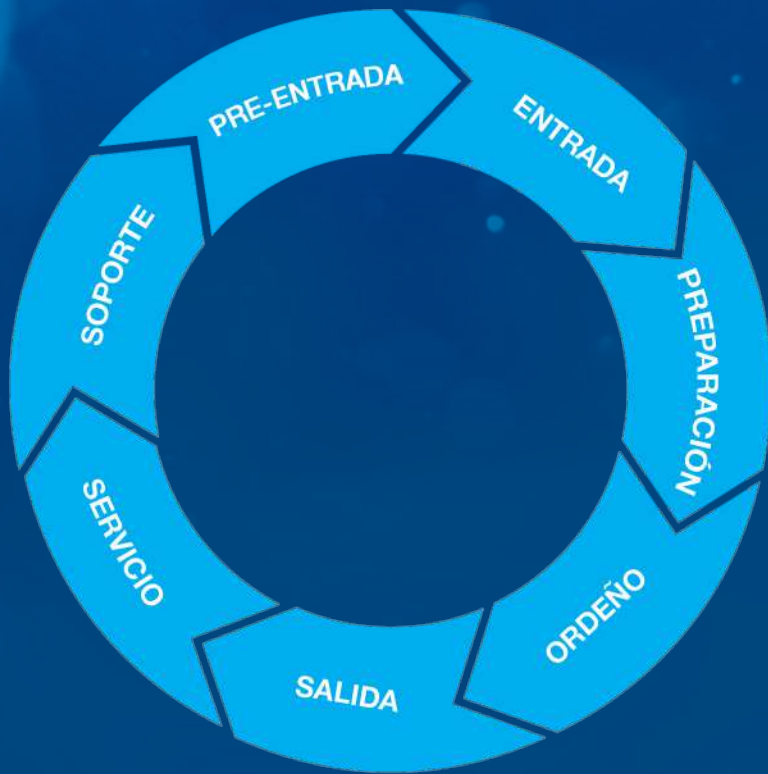 PRE-ENTRADA
ENTRADA
PREPARACIÓN
ORDEÑO
SALIDA
SERVICIO
SOPORTE